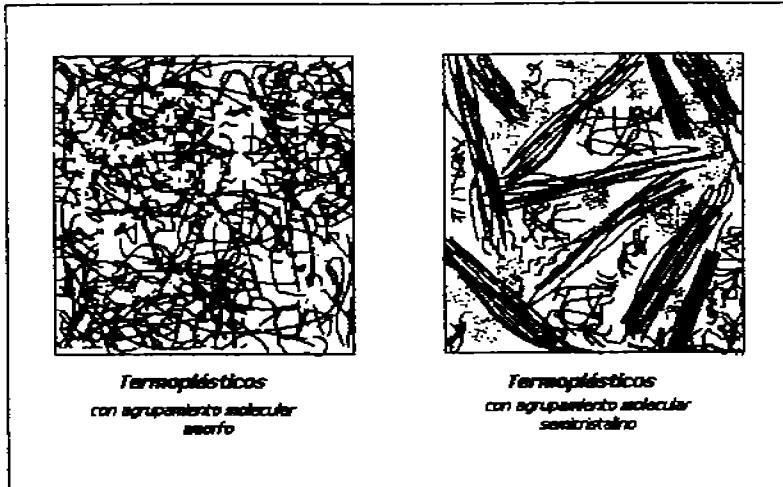 Termoplásticos
con agrupamiento molecular
amorfo
Termoplásticos
con agrupamiento molecular
semicristalino